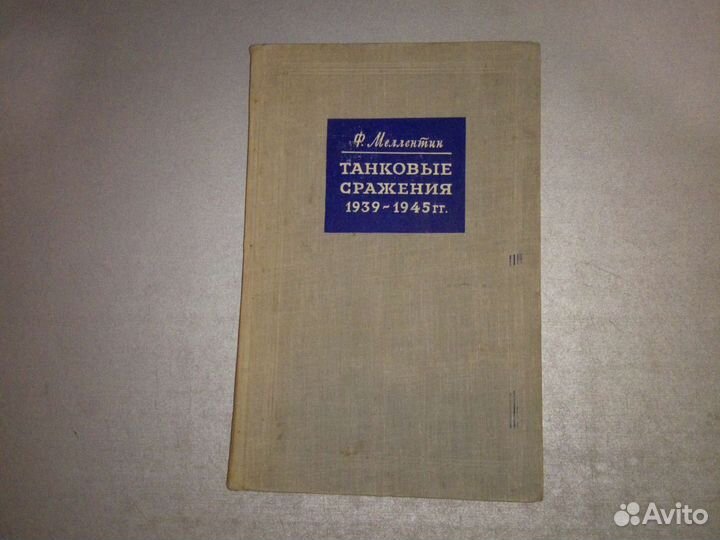 Ф. Меллентин
ТАНКОВЫЕ
СРАЖЕНИЯ
1939-1945 гг.
Avito